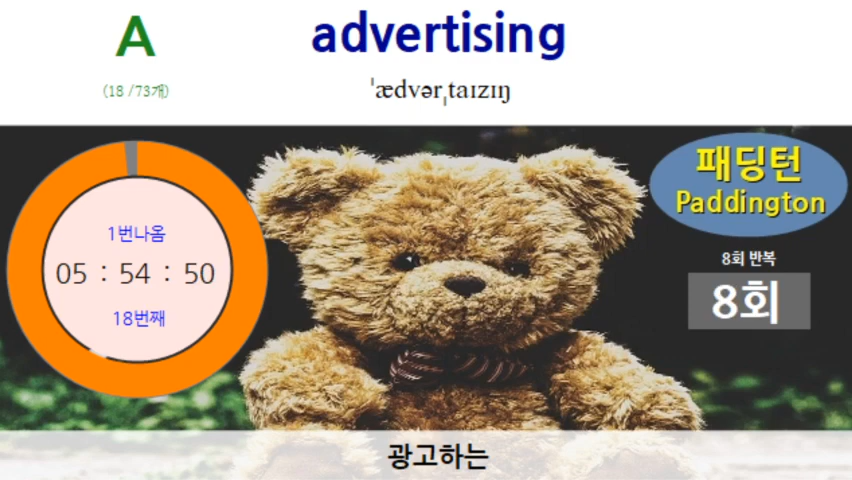 A
(18 /73개)
advertising
ˈædvərˌtaɪzɪŋ
패딩턴
Paddington
8회 반복
8회
1번나옴
05 : 54 : 50
18번째
광고하는